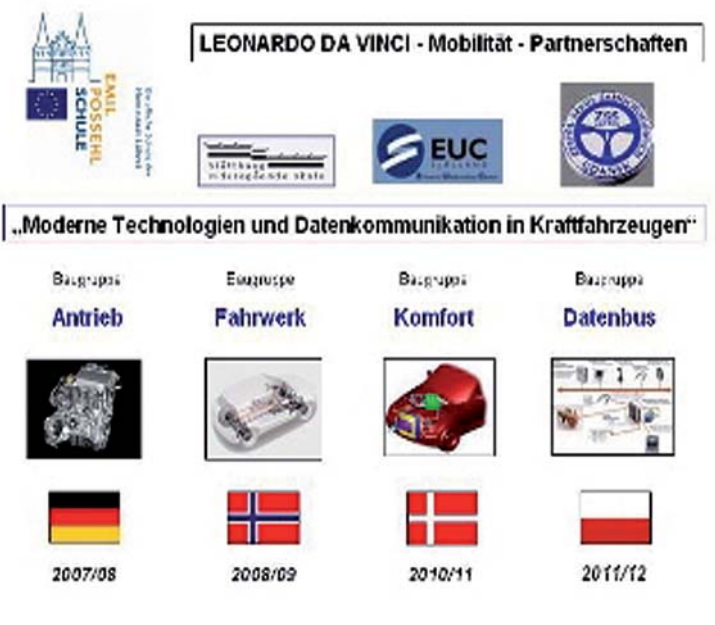 LEONARDO DA VINCI - Mobilität - Partnerschaften
EMIL
POSSEHL
SCHULE
EUC
„Moderne Technologien und Datenkommunikation in Kraftfahrzeugen“
Baugruppe Baugruppe Baugruppe Baugruppe
Antrieb Fahrwerk Komfort Datenbus
2007/08 2008/09 2010/11 2011/12